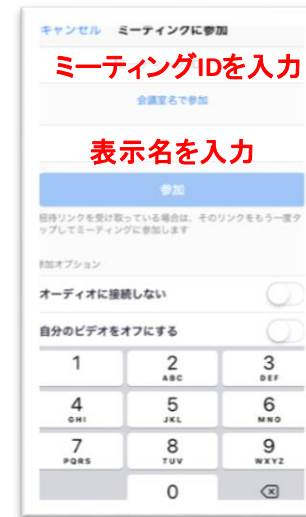 キャンセル ミーティングに参加
ミーティングIDを入力
会議室名で参加
表示名を入力
参加
招待リンクを受け取っている場合は、そのリンクをもう一度タ
ップしてミーティングに参加します
参加オプション
オーディオに接続しない
自分のビデオをオフにする
1 2 3
ABC DEF
4 5 6
GHI JKL MNO
7 8 9
PQRS TUV WXYZ
0